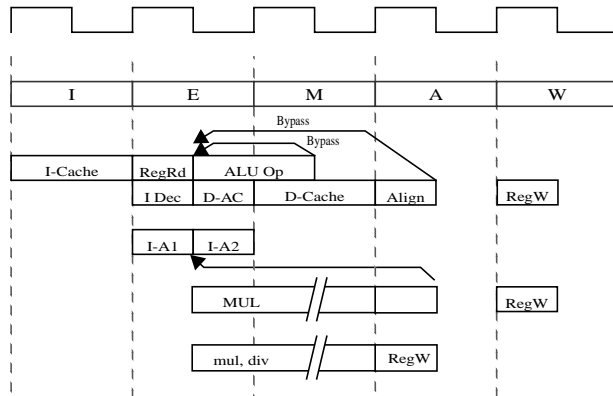 I E M A W
Bypass
Bypass
I-Cache RegRd ALU Op
I Dec D-AC D-Cache Align RegW
I-A1 I-A2
MUL RegW
mul, div RegW